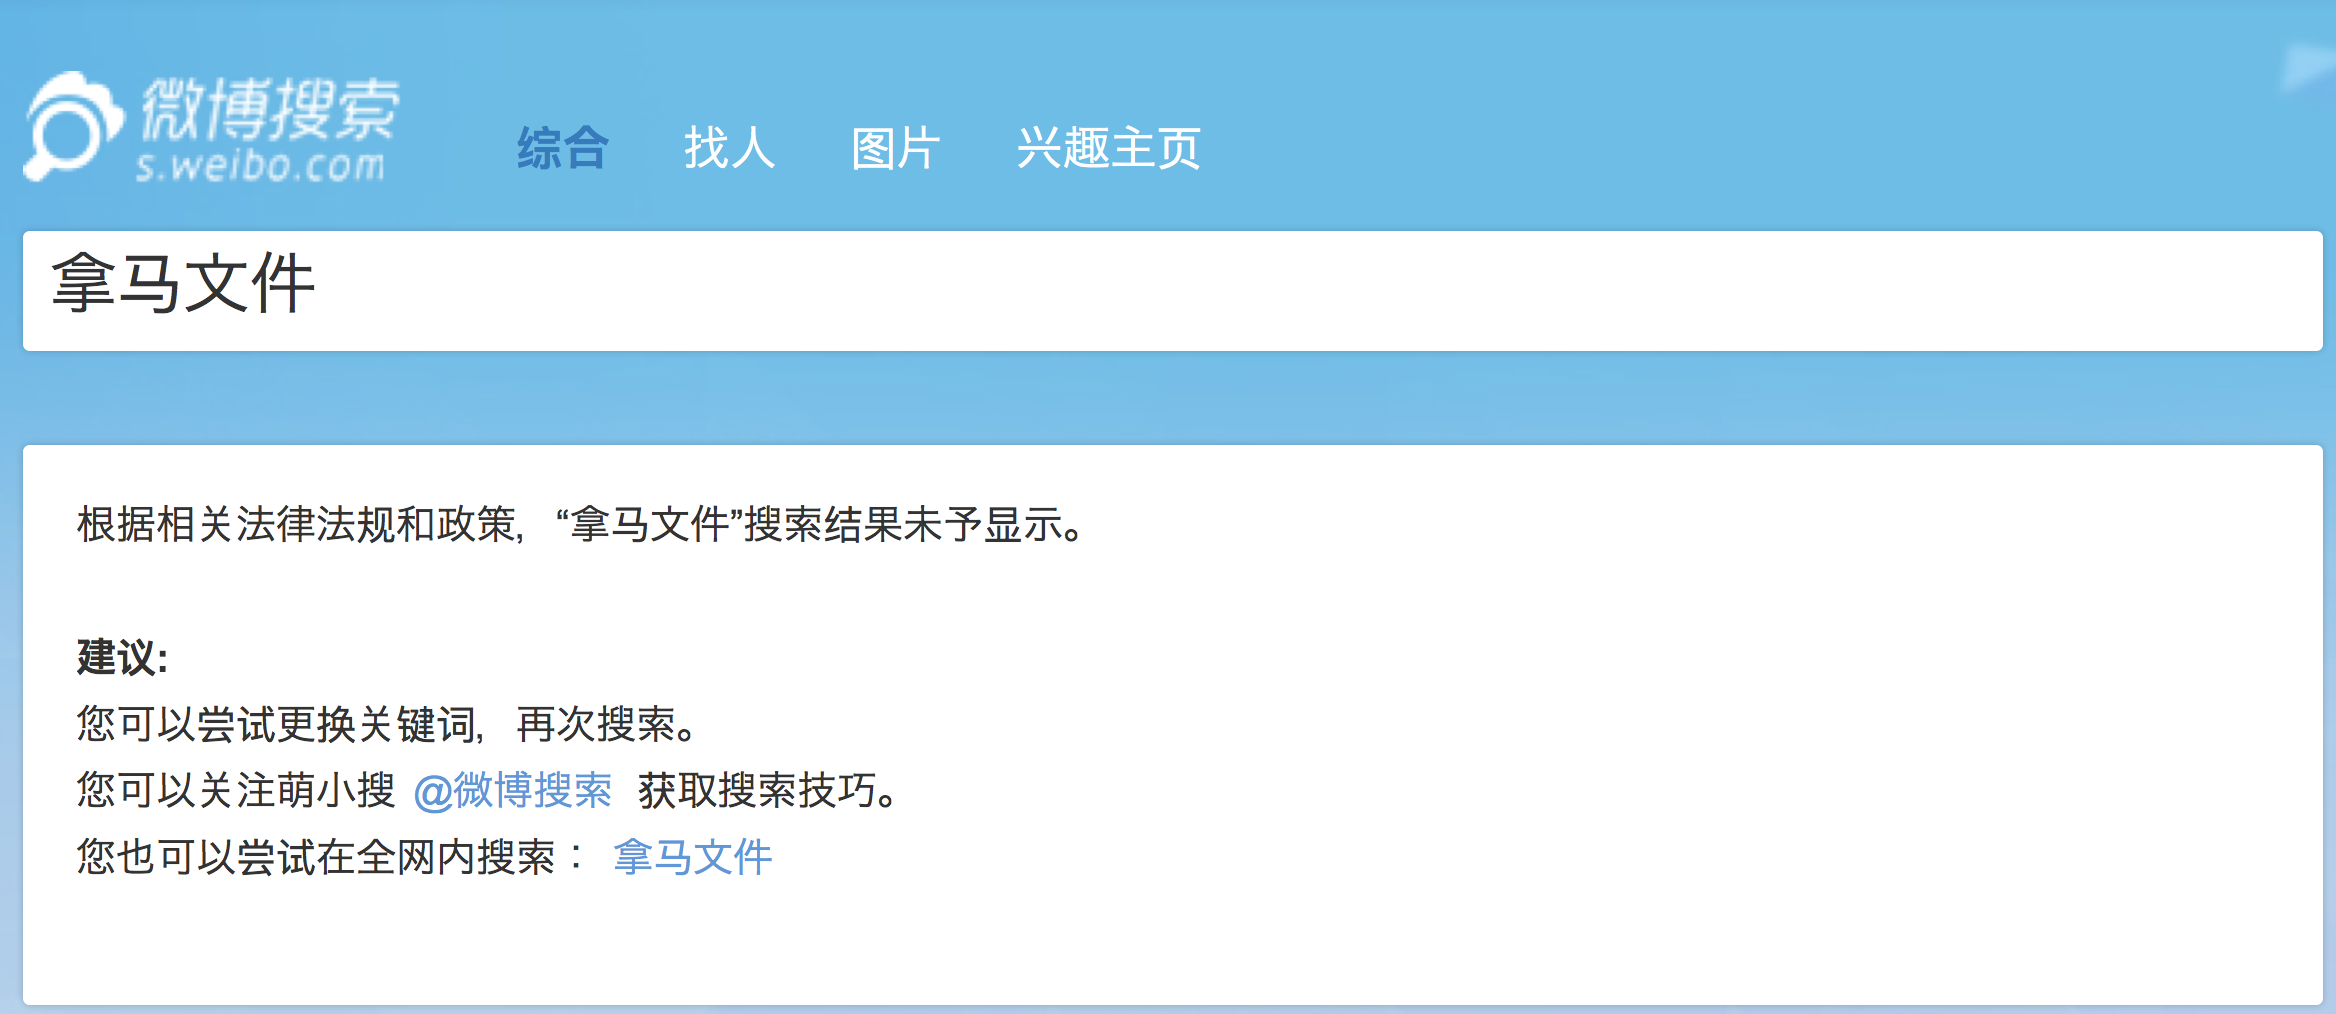 微博搜索
s.weibo.com
综合 找人 图片 兴趣主页
拿马文件
根据相关法律法规和政策,“拿马文件”搜索结果未予显示。
建议:
您可以尝试更换关键词,再次搜索。
您可以关注萌小搜 @微博搜索 获取搜索技巧。
您也可以尝试在全网内搜索: 拿马文件